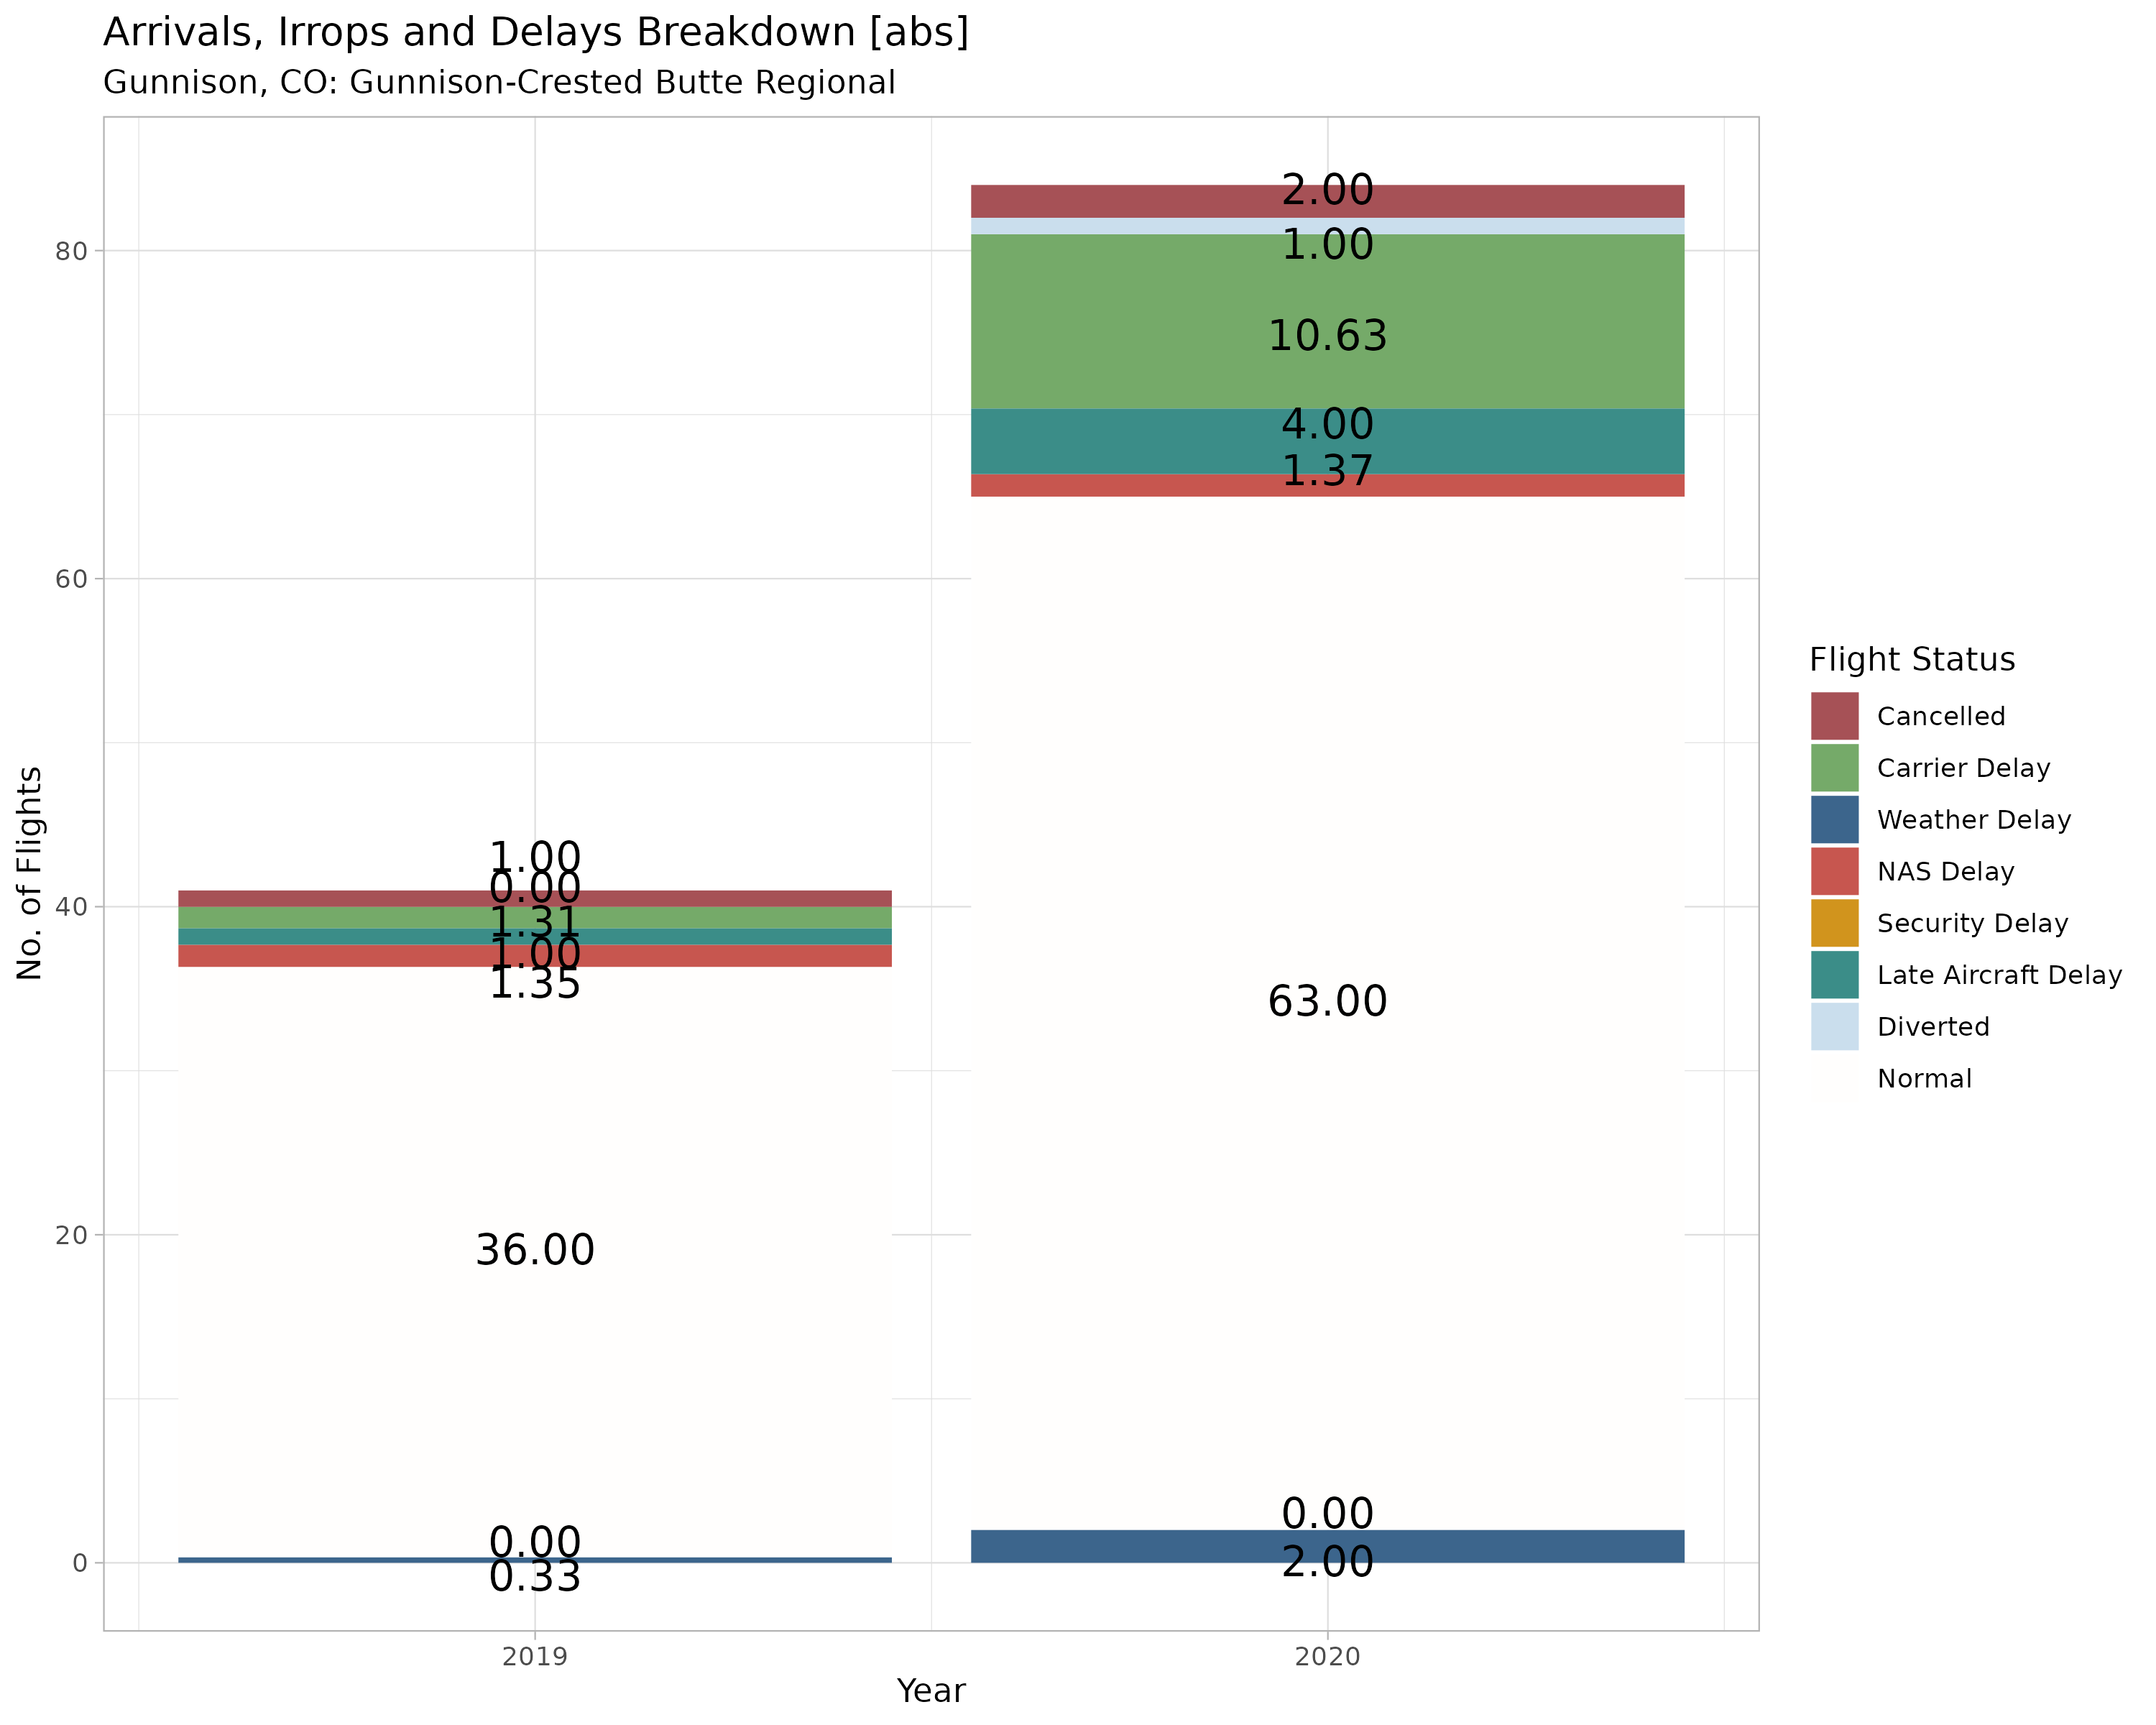 Arrivals, Irrops and Delays Breakdown [abs]
Gunnison, CO: Gunnison-Crested Butte Regional
No. of Flights
80
60
40
20
0
1.00
0.00
1.31
1.00
1.35
36.00
0.00
0.33
2.00
1.00
10.63
4.00
1.37
63.00
0.00
2.00
2019
2020
Year
Flight Status
Cancelled
Carrier Delay
Weather Delay
NAS Delay
Security Delay
Late Aircraft Delay
Diverted
Normal